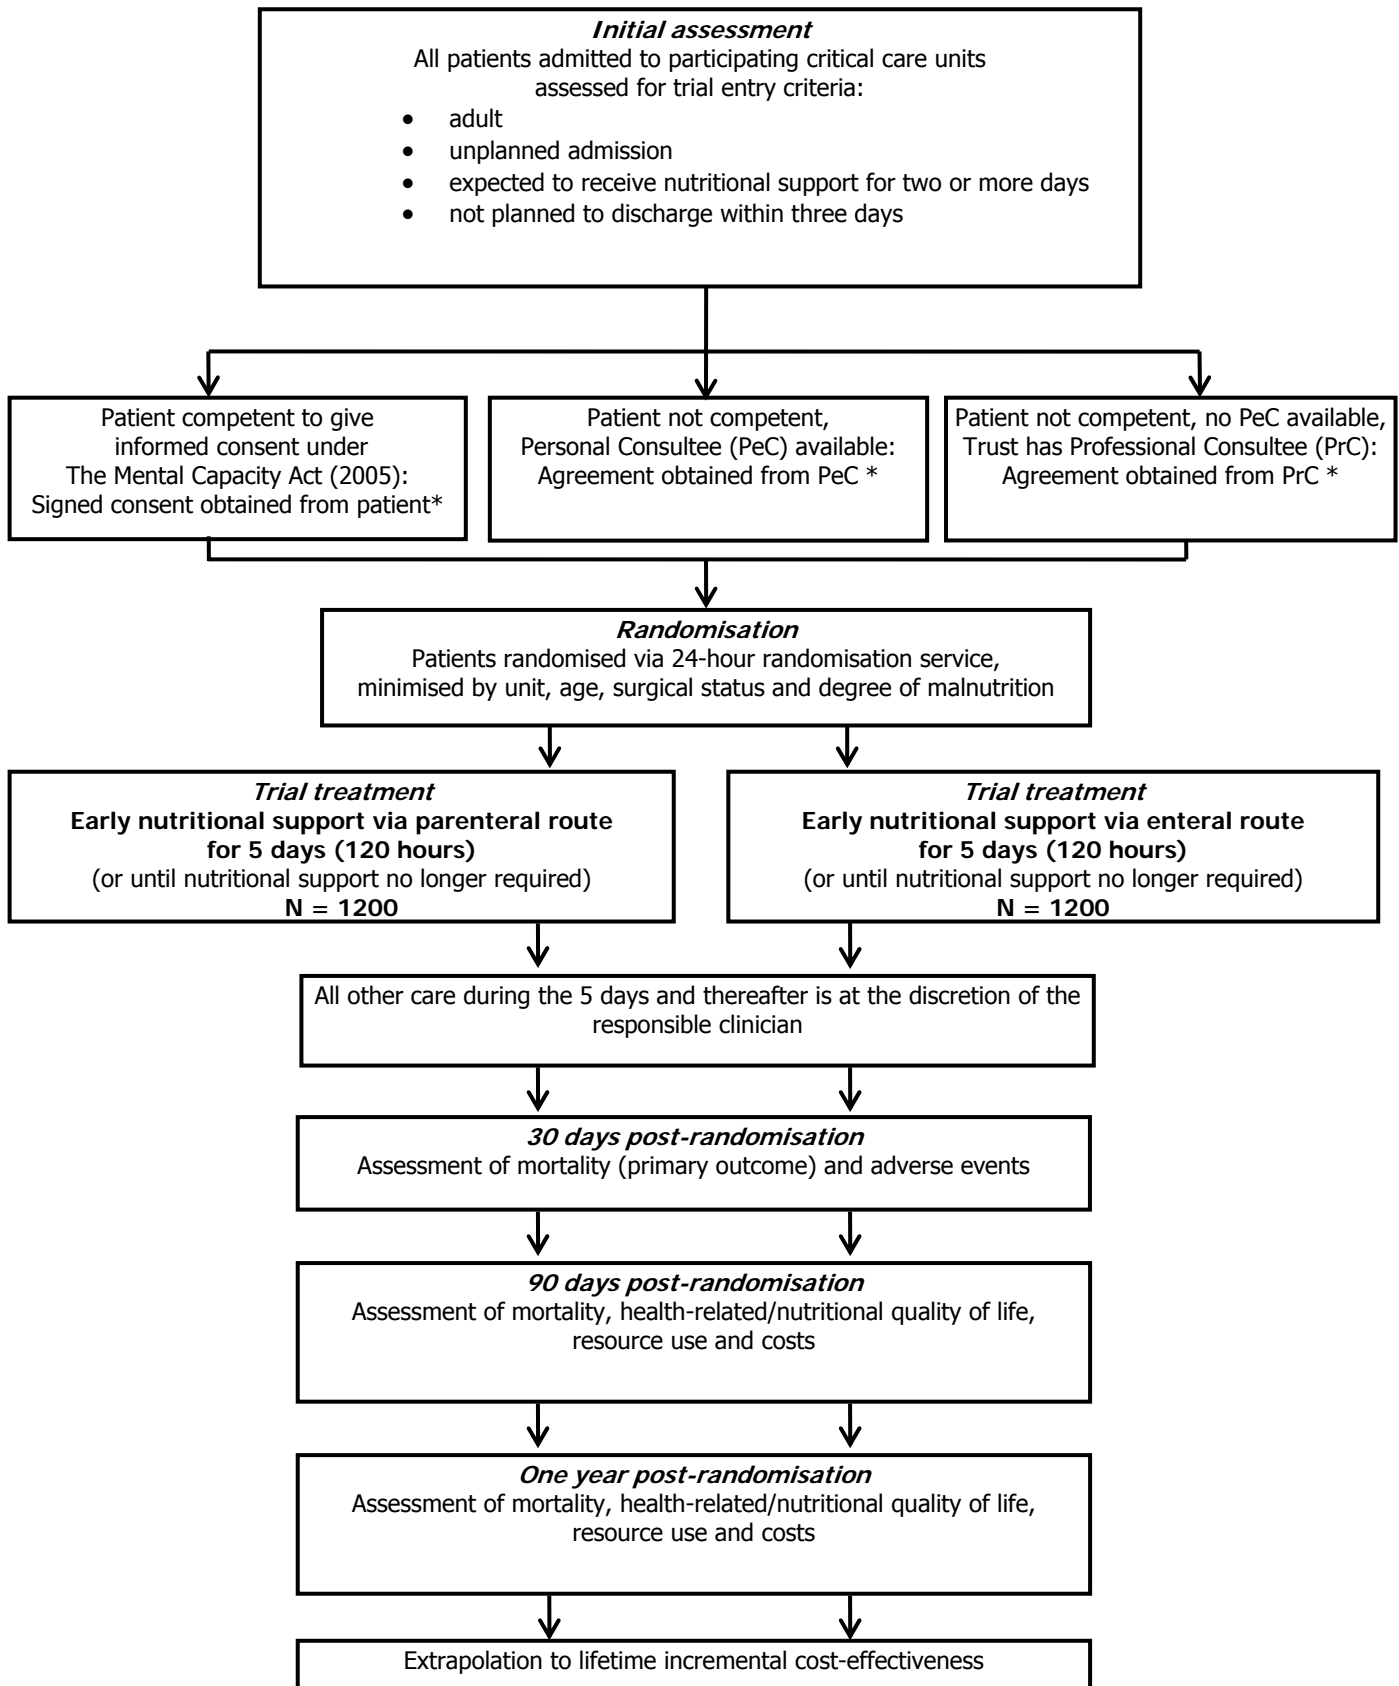 Initial assessment
All patients admitted to participating critical care units
assessed for trial entry criteria:
• adult
• unplanned admission
• expected to receive nutritional support for two or more days
• not planned to discharge within three days
Patient competent to give
informed consent under
The Mental Capacity Act (2005):
Signed consent obtained from patient*
Patient not competent,
Personal Consultee (PeC) available:
Agreement obtained from PeC *
Patient not competent, no PeC available,
Trust has Professional Consultee (PrC):
Agreement obtained from PrC *
Randomisation
Patients randomised via 24-hour randomisation service,
minimised by unit, age, surgical status and degree of malnutrition
Trial treatment
Early nutritional support via parenteral route
for 5 days (120 hours)
(or until nutritional support no longer required)
N = 1200
Trial treatment
Early nutritional support via enteral route
for 5 days (120 hours)
(or until nutritional support no longer required)
N = 1200
All other care during the 5 days and thereafter is at the discretion of the
responsible clinician
30 days post-randomisation
Assessment of mortality (primary outcome) and adverse events
90 days post-randomisation
Assessment of mortality, health-related/nutritional quality of life,
resource use and costs
One year post-randomisation
Assessment of mortality, health-related/nutritional quality of life,
resource use and costs
Extrapolation to lifetime incremental cost-effectiveness